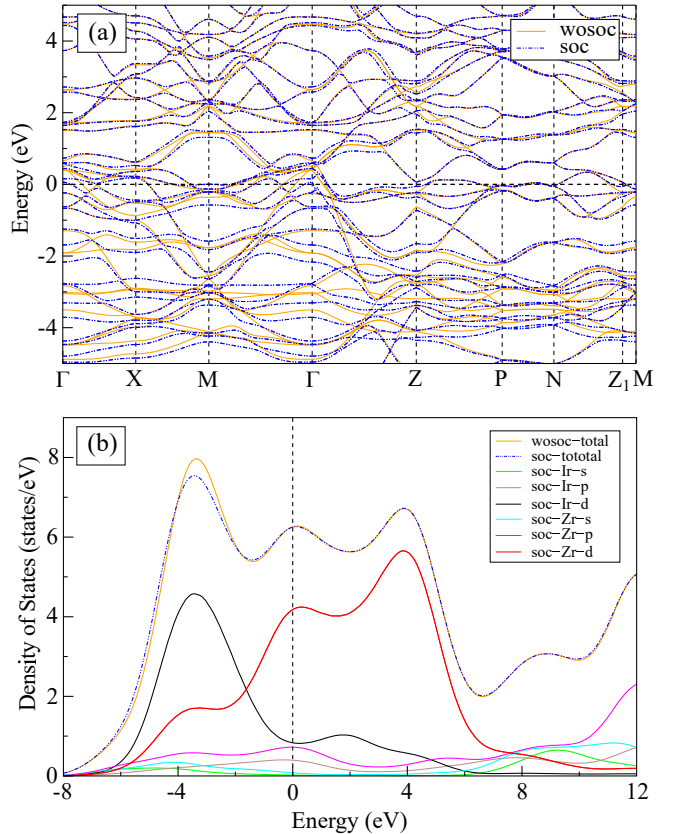 (a)
wosoc
soc
Energy (eV)
4
2
0
-2
-4
Γ X M Γ Z P N Z1 M
(b)
wosoc-total
soc-tototal
soc-Ir-s
soc-Ir-p
soc-Ir-d
soc-Zr-s
soc-Zr-p
soc-Zr-d
Density of States (states/eV)
8
6
4
2
0
-8 -4 0 4 8 12
Energy (eV)